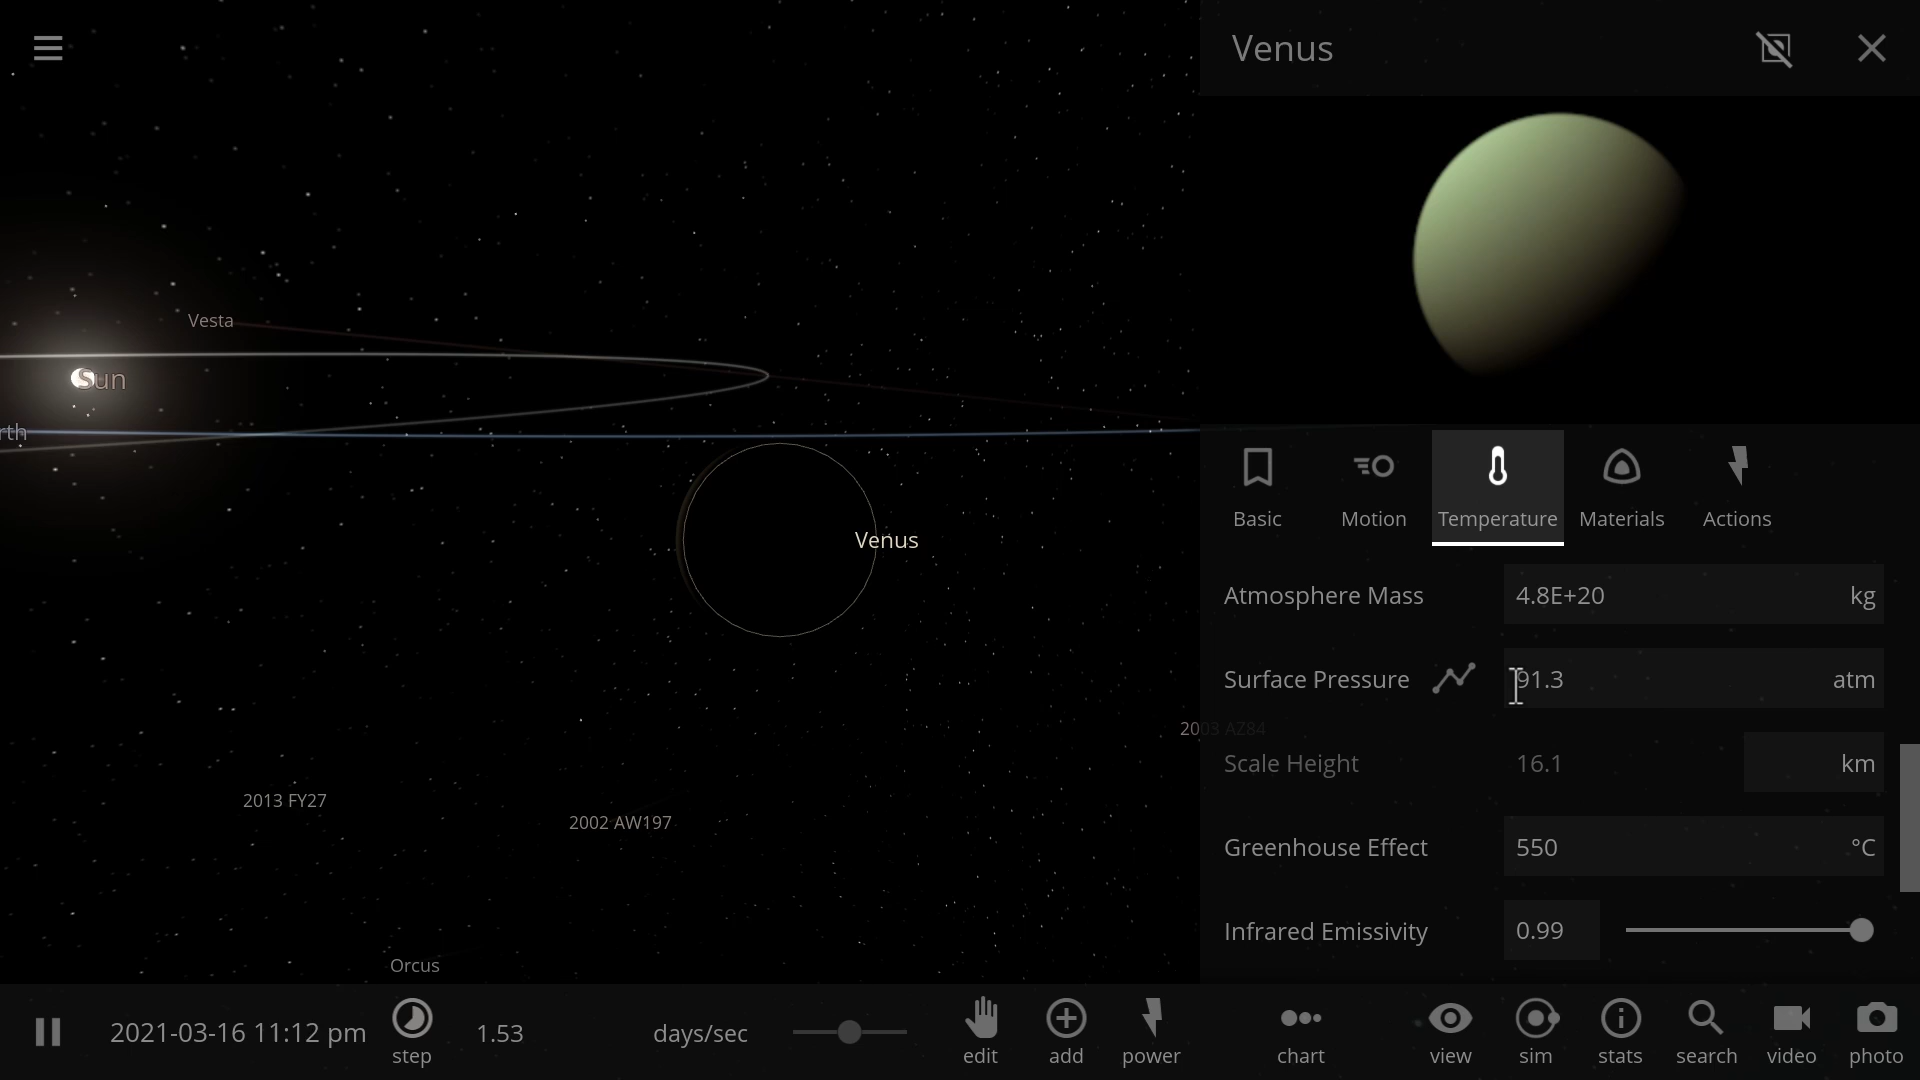 Venus
Vesta
Sun
rth
Venus
2003 AZ84
2013 FY27
2002 AW197
Orcus
Basic
Motion
Temperature
Materials
Actions
Atmosphere Mass 4.8E+20 kg
Surface Pressure 91.3 atm
Scale Height 16.1 km
Greenhouse Effect 550 °C
Infrared Emissivity 0.99
2021-03-16 11:12 pm
step
1.53
days/sec
edit
add
power
chart
view
sim
stats
search
video
photo